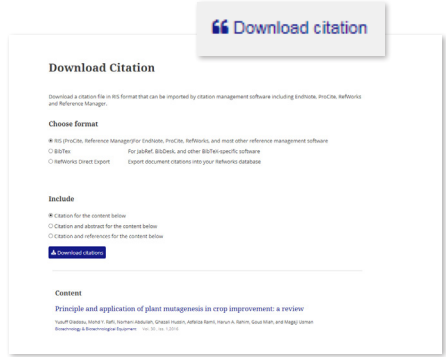 ❝ Download citation
Download Citation
Download a citation file in RIS format that can be imported by citation management software including EndNote, ProCite, RefWorks
and Reference Manager.
Choose format
RIS (ProCite, Reference Manager)For EndNote, ProCite, RefWorks, and most other reference management software
BibTex For JabRef, BibDesk, and other BibTeX-specific software
RefWorks Direct Export Export document citations into your Refworks database
Include
Citation for the content below
Citation and abstract for the content below
Citation and references for the content below
Download citations
Content
Principle and application of plant mutagenesis in crop improvement: a review
Yusuff Oladosu, Mohd Y. Rafii, Norhani Abdullah, Ghazali Hussin, Asfaliza Ramli, Harun A. Rahim, Gous Miah, and Magaji Usman
Biotechnology & Biotechnological Equipment Vol. 30, Iss. 1,2016